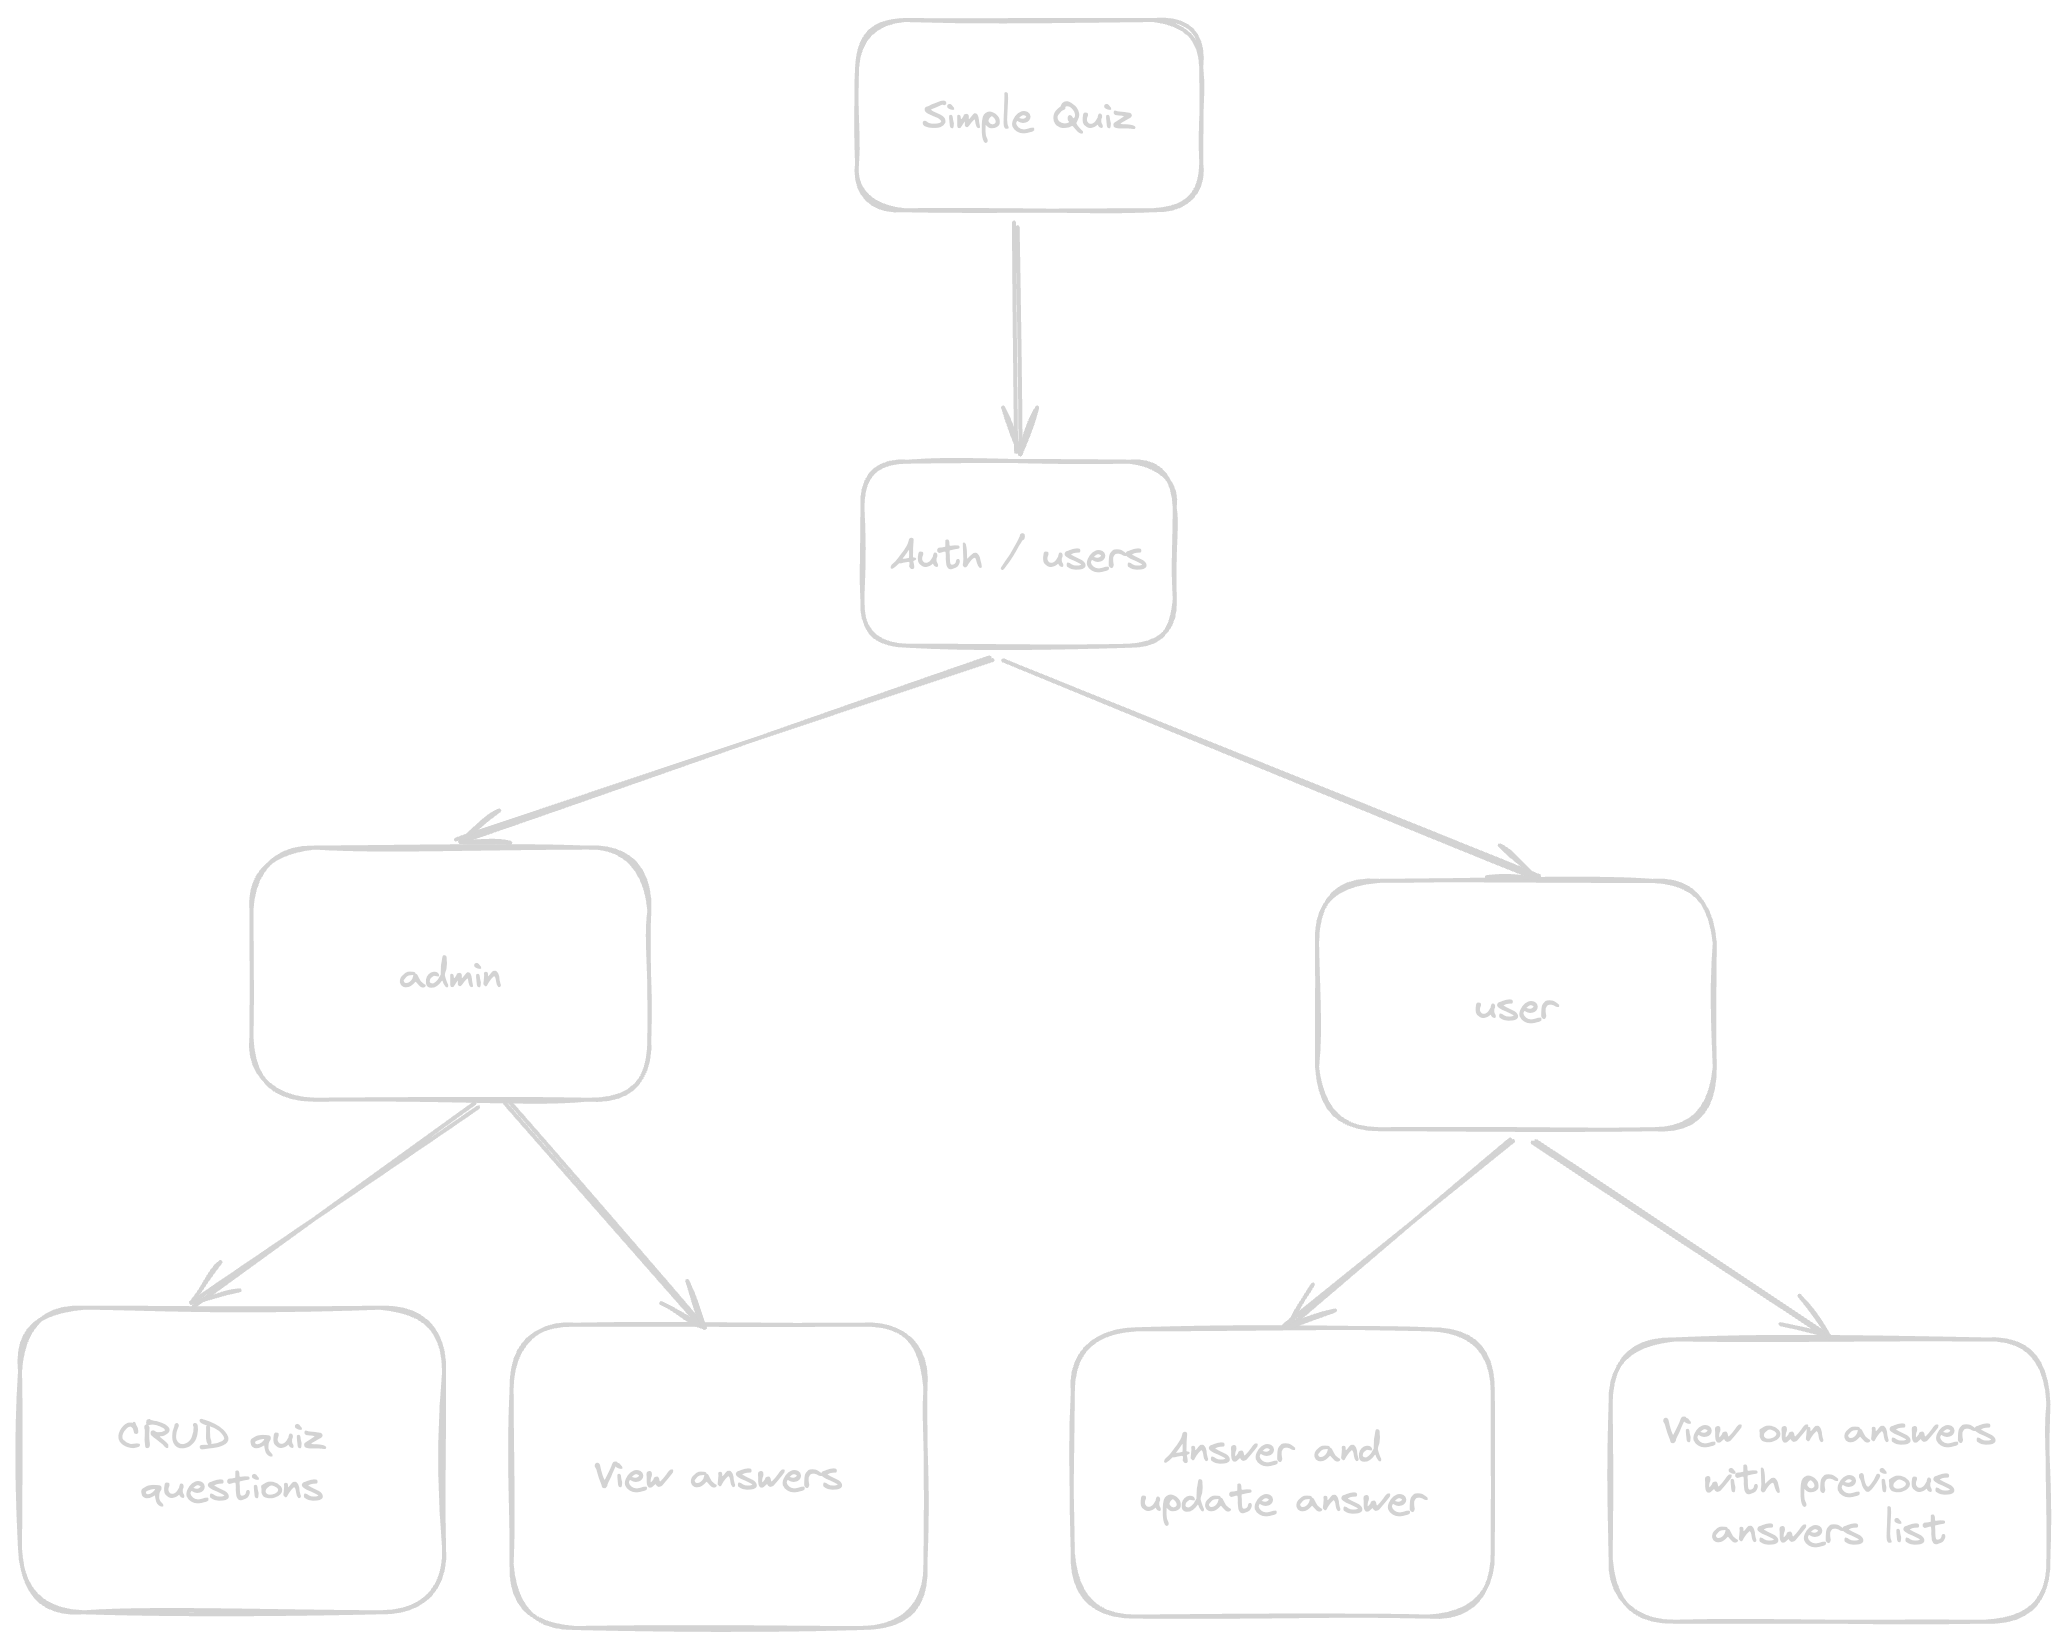 Simple Quiz
Auth / users
admin
user
CRUD quiz
questions
View answers
Answer and
update answer
View own answers
with previous
answers list